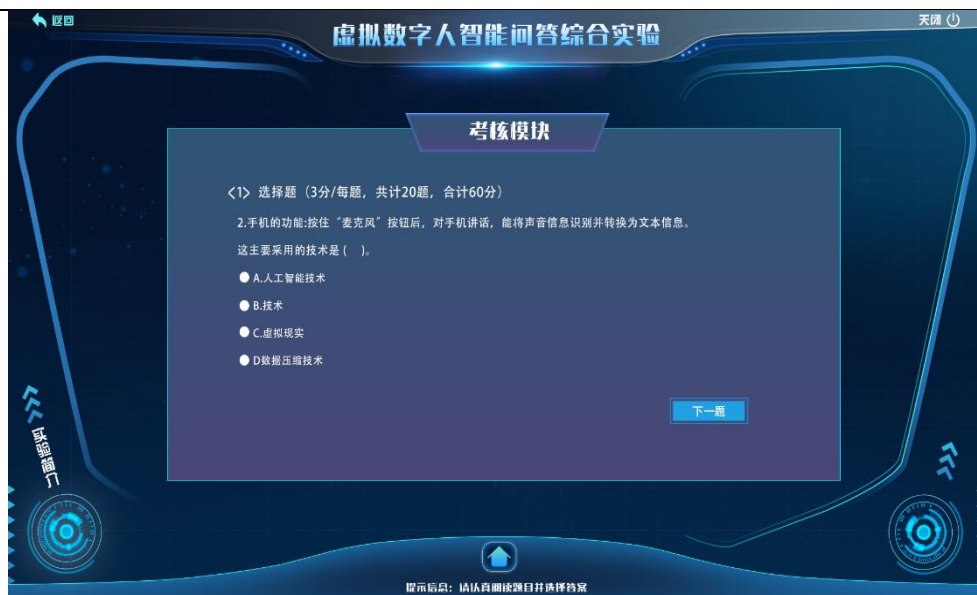 返回
虚拟数字人智能问答综合实验
关闭
考核模块
<1> 选择题（3分/每题，共计20题，合计60分）
2.手机的功能:按住“麦克风”按钮后，对手机讲话，能将声音信息识别并转换为文本信息。
这主要采用的技术是（ ）。
A.人工智能技术
B.技术
C.虚拟现实
D数据压缩技术
下一题
实验简介
提示信息：请认真阅读题目并选择答案